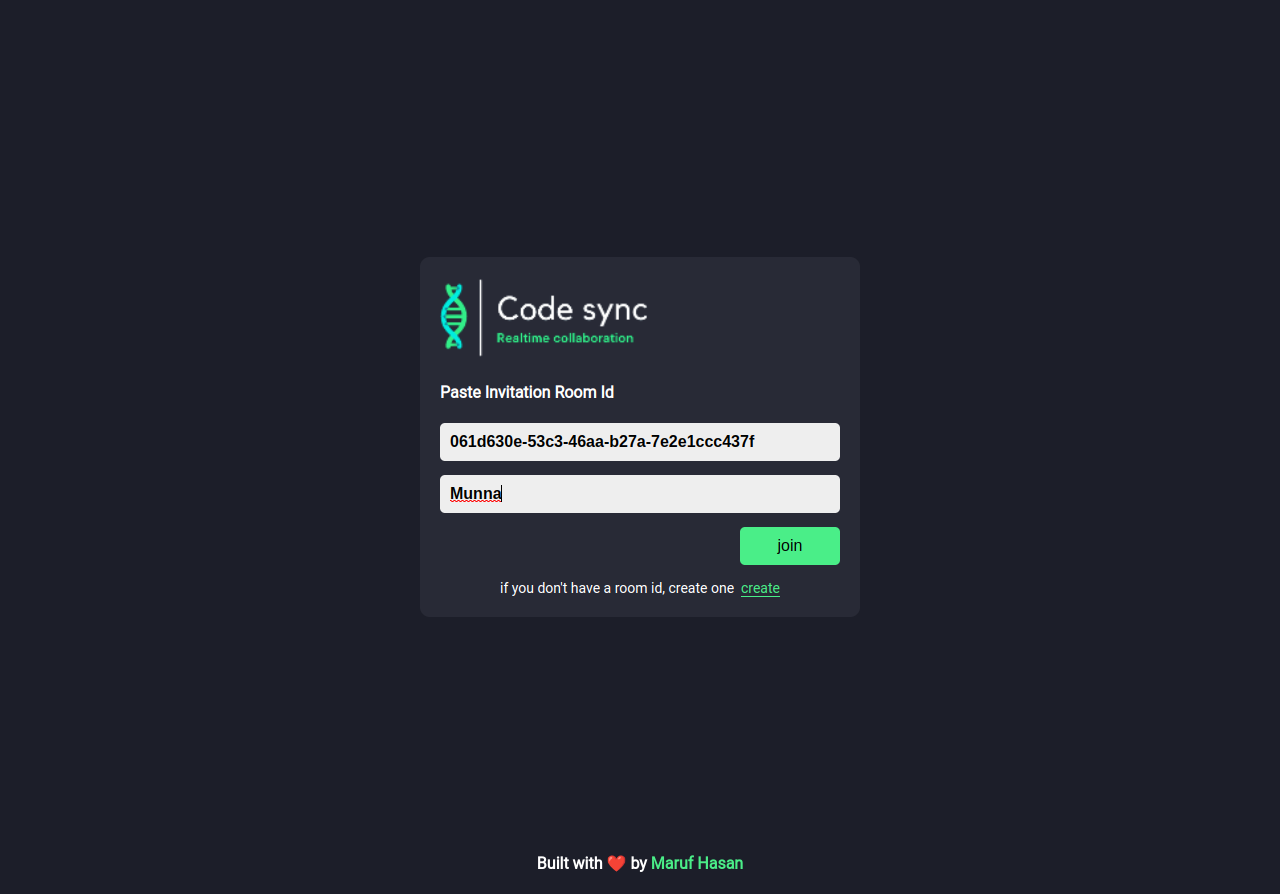 Code sync
Realtime collaboration
Paste Invitation Room Id
061d630e-53c3-46aa-b27a-7e2e1ccc437f
Munna
join
if you don't have a room id, create one create
Built with ❤️ by Maruf Hasan